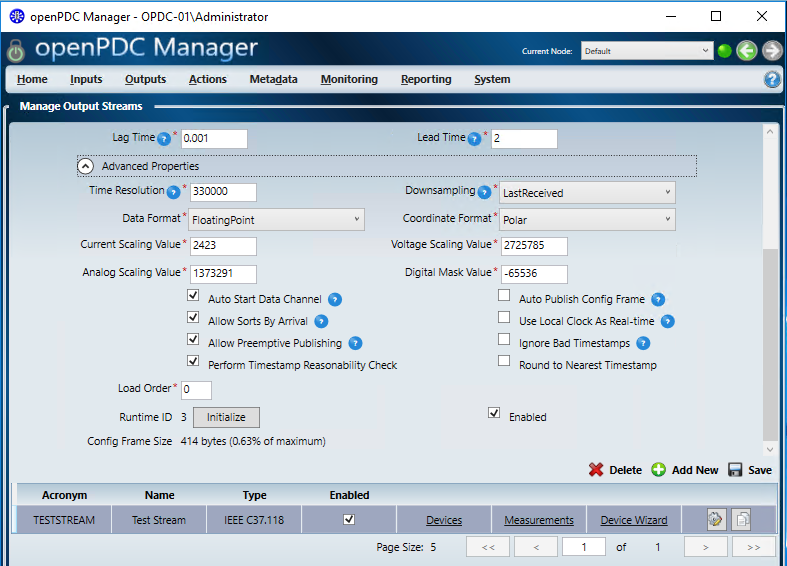 openPDC Manager - OPDC-01\Administrator
openPDC Manager
Current Node: Default
Home Inputs Outputs Actions Metadata Monitoring Reporting System ?
Manage Output Streams
Lag Time ? * 0.001 Lead Time ? * 2
Advanced Properties
Time Resolution ? * 330000 Downsampling ? * LastReceived
Data Format * FloatingPoint Coordinate Format * Polar
Current Scaling Value * 2423 Voltage Scaling Value * 2725785
Analog Scaling Value * 1373291 Digital Mask Value * -65536
Auto Start Data Channel ? Auto Publish Config Frame ?
Allow Sorts By Arrival ? Use Local Clock As Real-time ?
Allow Preemptive Publishing ? Ignore Bad Timestamps ?
Perform Timestamp Reasonability Check Round to Nearest Timestamp
Load Order * 0
Runtime ID 3 Initialize Enabled
Config Frame Size 414 bytes (0.63% of maximum)
Delete Add New Save
Acronym Name Type Enabled
TESTSTREAM Test Stream IEEE C37.118 Devices Measurements Device Wizard
Page Size: 5 << < 1 of 1 > >>